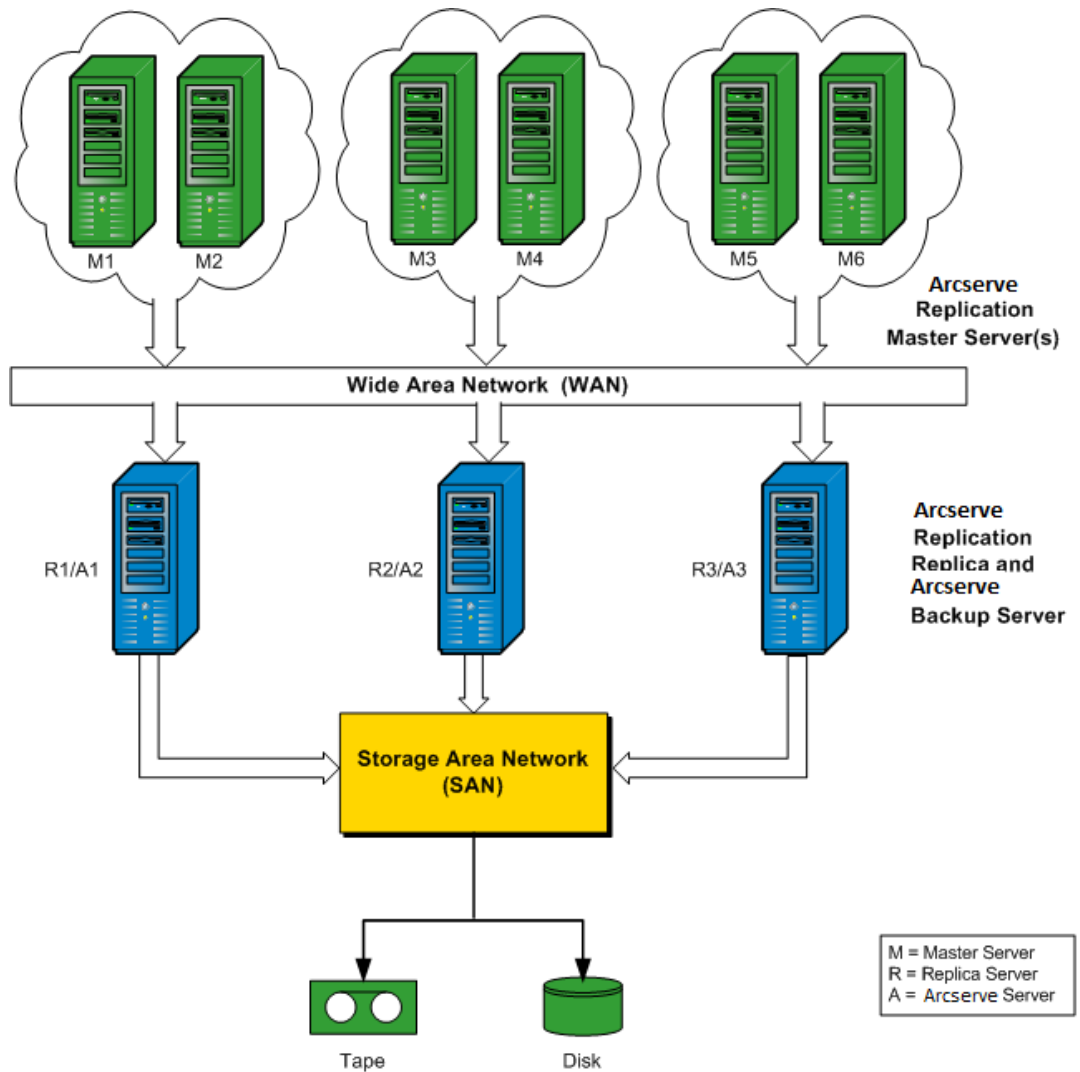 M1
M2
M3
M4
M5
M6
Arcserve
Replication
Master Server(s)
Wide Area Network (WAN)
R1/A1
R2/A2
R3/A3
Arcserve
Replication
Replica and
Arcserve
Backup Server
Storage Area Network
(SAN)
M = Master Server
R = Replica Server
A = Arcserve Server
Tape
Disk